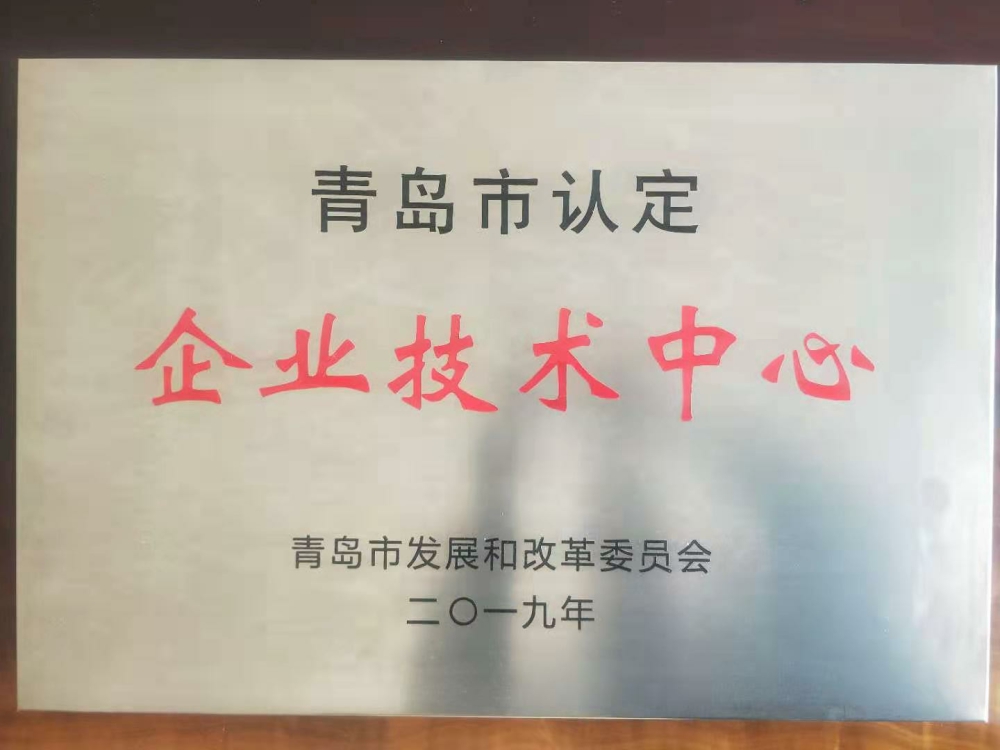 青岛市认定
企业技术中心
青岛市发展和改革委员会
二〇一九年